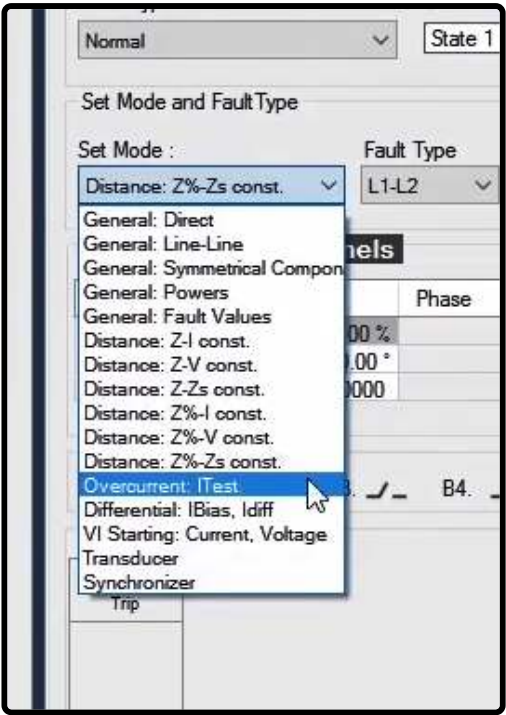 Normal
State 1
Set Mode and FaultType
Set Mode :
Fault Type
Distance: Z%-Zs const.
L1-L2
General: Direct
General: Line-Line
General: Symmetrical Compon
General: Powers
General: Fault Values
Distance: Z-I const.
Distance: Z-V const.
Distance: Z-Zs const.
Distance: Z%-I const.
Distance: Z%-V const.
Distance: Z%-Zs const.
Overcurrent: ITest
Differential: IBias, Idiff
VI Starting: Current, Voltage
Transducer
Synchronizer
nels
Phase
00 %
.00 °
0000
B4.
Trip